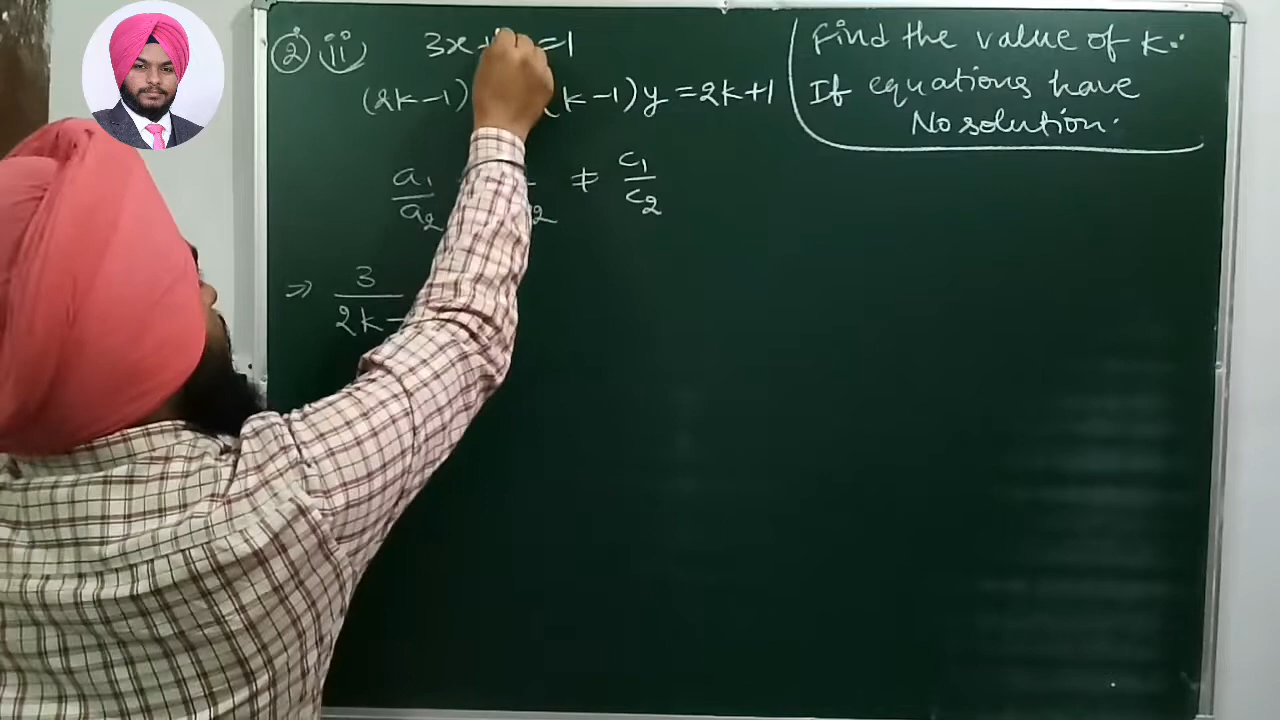 ② ii) 3x+ =1
(2k-1) (k-1)y = 2k+1
a₁/a₂ ≠ c₁/c₂
⇒ 3/2k-
Find the value of k.
If equations have
No solution.